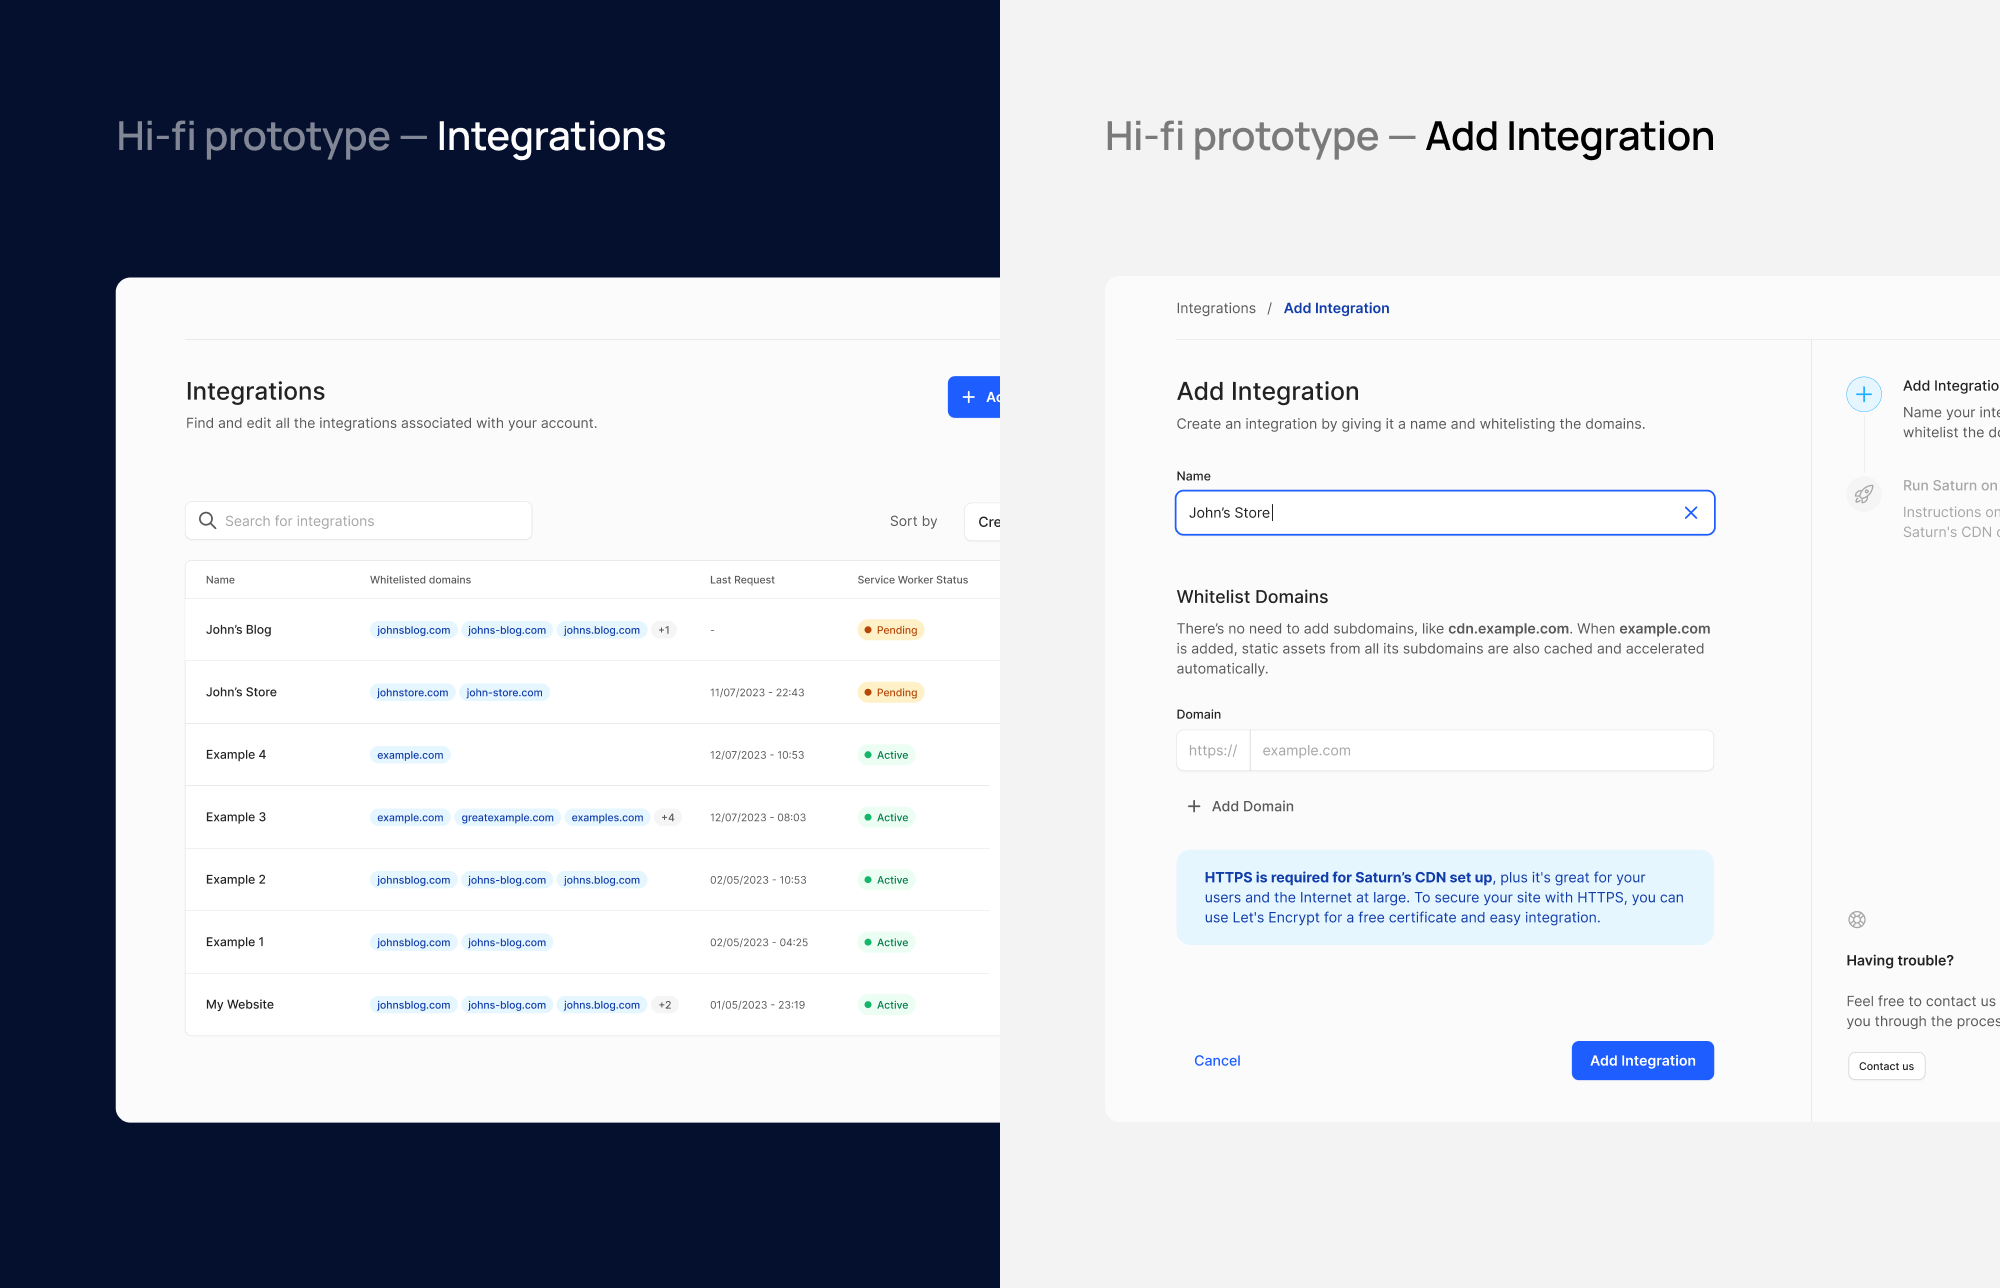 Hi-fi prototype — Integrations
Integrations
Find and edit all the integrations associated with your account.
+ Ad
Search for integrations
Sort by
Cre
Name Whitelisted domains Last Request Service Worker Status
John’s Blog johnsblog.com johns-blog.com johns.blog.com +1 - Pending
John’s Store johnstore.com john-store.com 11/07/2023 - 22:43 Pending
Example 4 example.com 12/07/2023 - 10:53 Active
Example 3 example.com greatexample.com examples.com +4 12/07/2023 - 08:03 Active
Example 2 johnsblog.com johns-blog.com johns.blog.com 02/05/2023 - 10:53 Active
Example 1 johnsblog.com johns-blog.com 02/05/2023 - 04:25 Active
My Website johnsblog.com johns-blog.com johns.blog.com +2 01/05/2023 - 23:19 Active
Hi-fi prototype — Add Integration
Integrations / Add Integration
Add Integration
Create an integration by giving it a name and whitelisting the domains.
Name
John’s Store
Whitelist Domains
There’s no need to add subdomains, like cdn.example.com. When example.com
is added, static assets from all its subdomains are also cached and accelerated
automatically.
Domain
https:// example.com
+ Add Domain
HTTPS is required for Saturn’s CDN set up, plus it's great for your
users and the Internet at large. To secure your site with HTTPS, you can
use Let's Encrypt for a free certificate and easy integration.
Cancel
Add Integration
Add Integratio
Name your inte
whitelist the do
Run Saturn on
Instructions on
Saturn's CDN
Having trouble?
Feel free to contact us
you through the proces
Contact us